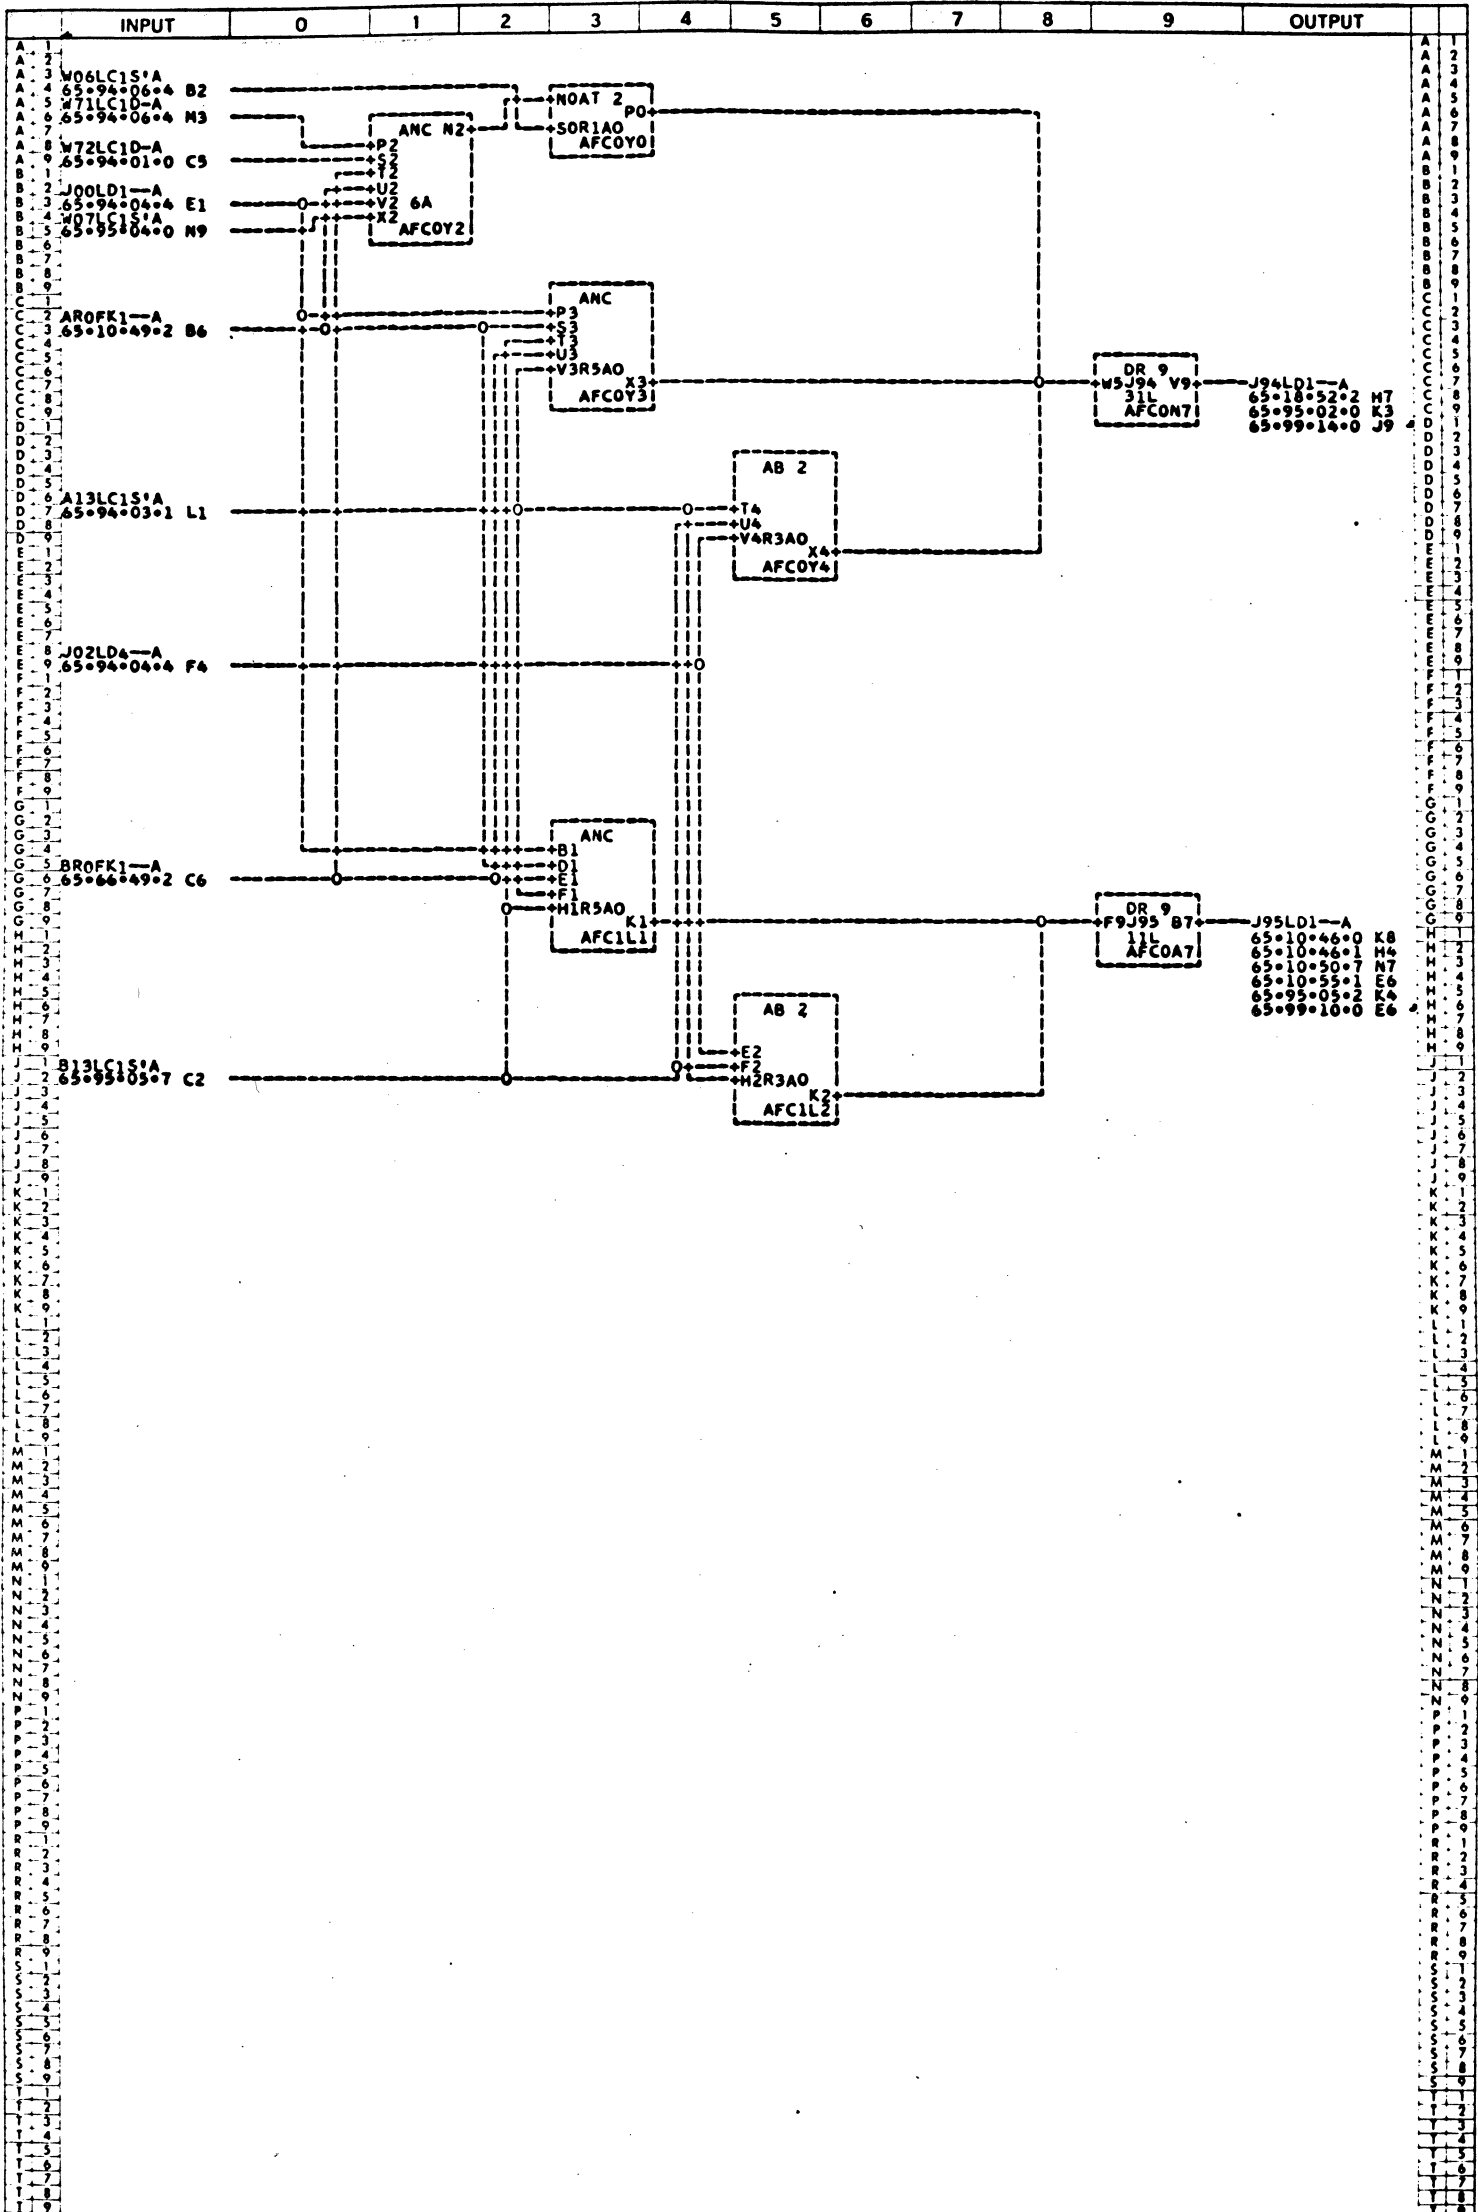 INPUT 0 1 2 3 4 5 6 7 8 9 OUTPUT
W06LC1S'A
65•94•06•4 B2
W71LC1D-A
65•94•06•4 M3
W72LC1D-A
65•94•01•0 C5
J00LD1—A
65•94•04•4 E1
W07LC1S'A
65•95•04•0 N9
ANC N2
P2
S2
T2
U2
V2 6A
X2
AFC0Y2
NOAT 2
P0
S0R1A0
AFC0Y0
AR0FK1—A
65•10•49•2 B6
ANC
P3
S3
T3
U3
V3R5A0
X3
AFC0Y3
DR 9
W5J94 V9
31L
AFC0N7
J94LD1—A
65•18•52•2 H7
65•95•02•0 K3
65•99•14•0 J9
A13LC1S'A
65•94•03•1 L1
AB 2
T4
U4
V4R3A0
X4
AFC0Y4
J02LD4—A
65•94•04•4 F4
BR0FK1—A
65•66•49•2 C6
ANC
B1
D1
E1
F1
H1R5A0
K1
AFC1L1
DR 9
F9J95 B7
11L
AFC0A7
J95LD1—A
65•10•46•0 K8
65•10•46•1 H4
65•10•50•7 N7
65•10•55•1 E6
65•95•05•2 K4
65•99•10•0 E6
B13LC1S'A
65•95•05•7 C2
AB 2
E2
F2
H2R3A0
K2
AFC1L2